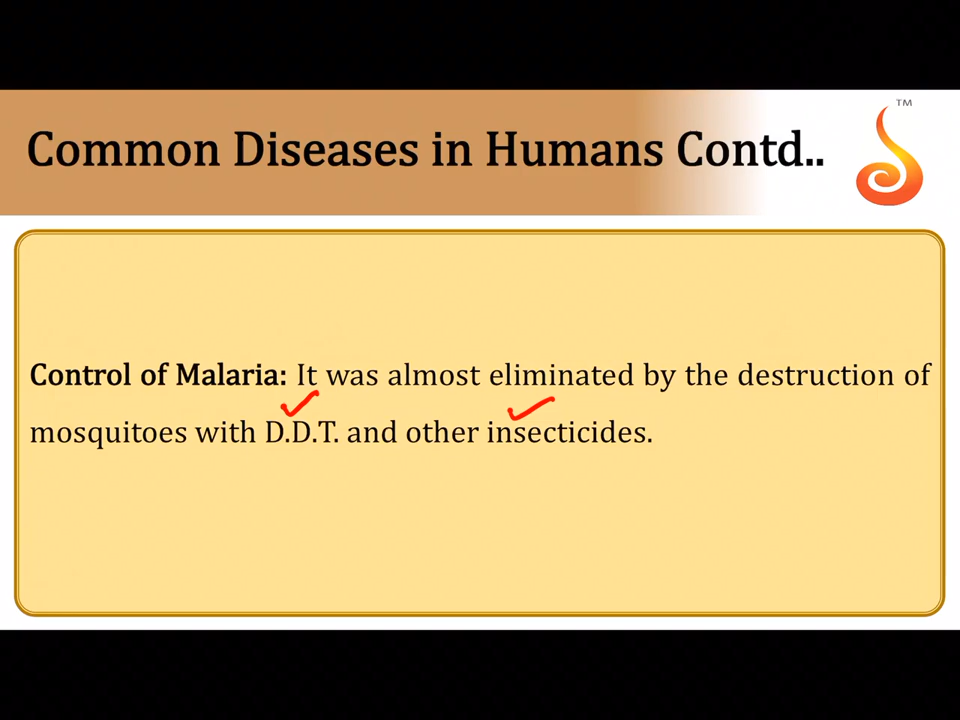 Common Diseases in Humans Contd..
TM
Control of Malaria: It was almost eliminated by the destruction of
mosquitoes with D.D.T. and other insecticides.